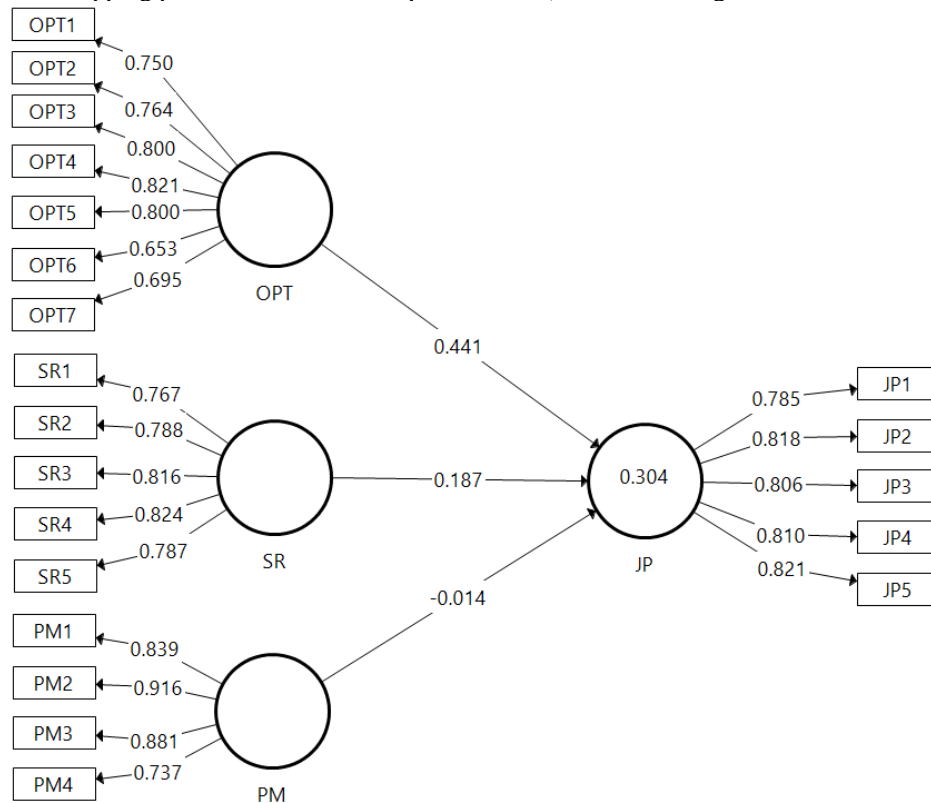 OPT1
OPT2
OPT3
OPT4
OPT5
OPT6
OPT7
0.750
0.764
0.800
0.821
0.800
0.653
0.695
OPT
0.441
SR1
SR2
SR3
SR4
SR5
0.767
0.788
0.816
0.824
0.787
SR
0.187
PM1
PM2
PM3
PM4
0.839
0.916
0.881
0.737
PM
-0.014
0.304
JP
0.785
0.818
0.806
0.810
0.821
JP1
JP2
JP3
JP4
JP5